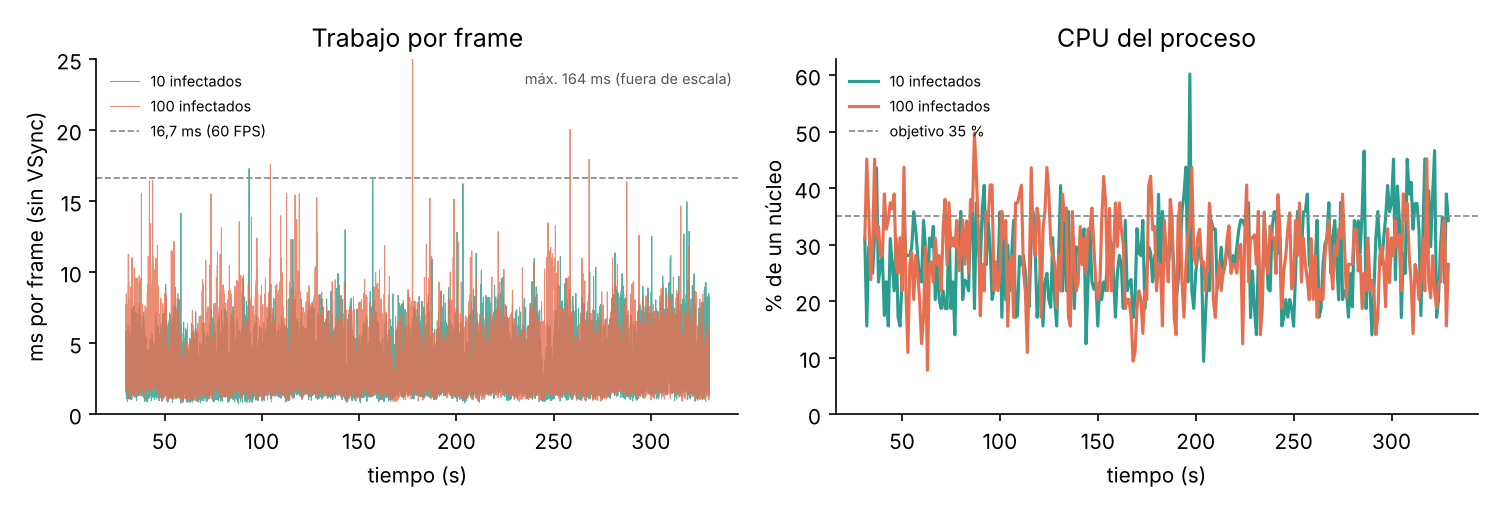 Trabajo por frame
25
20
15
10
5
0
ms por frame (sin VSync)
10 infectados
100 infectados
16,7 ms (60 FPS)
máx. 164 ms (fuera de escala)
50
100
150
200
250
300
tiempo (s)
CPU del proceso
60
50
40
30
20
10
0
% de un núcleo
10 infectados
100 infectados
objetivo 35 %
50
100
150
200
250
300
tiempo (s)